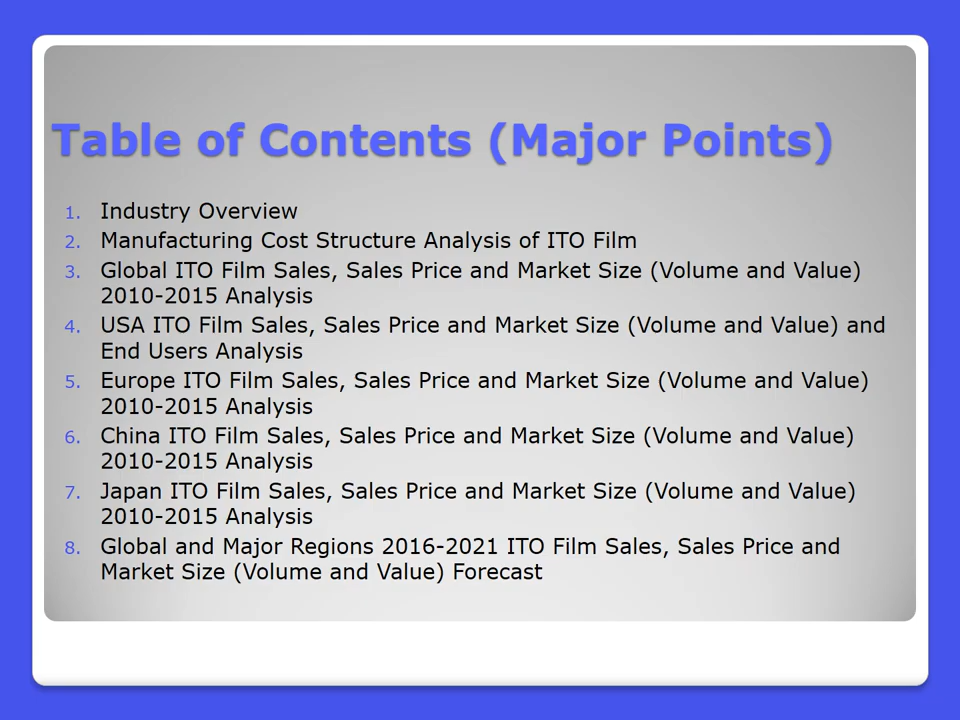 Table of Contents (Major Points)
1. Industry Overview
2. Manufacturing Cost Structure Analysis of ITO Film
3. Global ITO Film Sales, Sales Price and Market Size (Volume and Value)
2010-2015 Analysis
4. USA ITO Film Sales, Sales Price and Market Size (Volume and Value) and
End Users Analysis
5. Europe ITO Film Sales, Sales Price and Market Size (Volume and Value)
2010-2015 Analysis
6. China ITO Film Sales, Sales Price and Market Size (Volume and Value)
2010-2015 Analysis
7. Japan ITO Film Sales, Sales Price and Market Size (Volume and Value)
2010-2015 Analysis
8. Global and Major Regions 2016-2021 ITO Film Sales, Sales Price and
Market Size (Volume and Value) Forecast